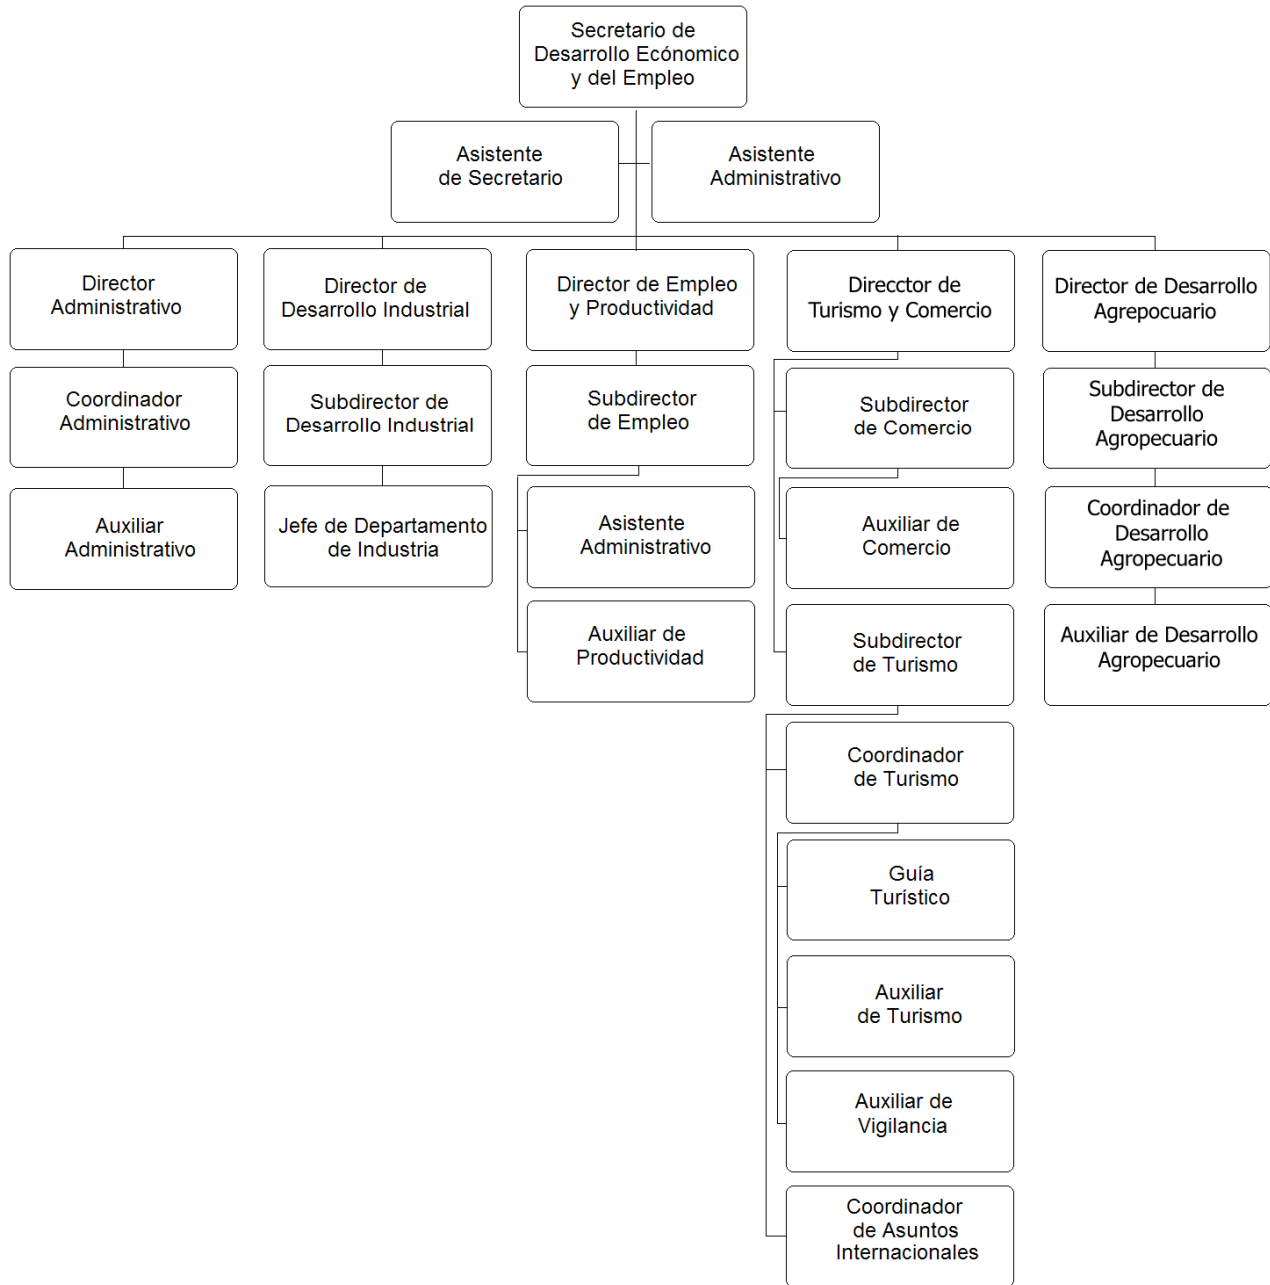 Secretario de
Desarrollo Ecónomico
y del Empleo
Asistente
de Secretario
Asistente
Administrativo
Director
Administrativo
Director de
Desarrollo Industrial
Director de Empleo
y Productividad
Direcctor de
Turismo y Comercio
Director de Desarrollo
Agrepocuario
Coordinador
Administrativo
Subdirector de
Desarrollo Industrial
Subdirector
de Empleo
Subdirector
de Comercio
Subdirector de
Desarrollo
Agropecuario
Auxiliar
Administrativo
Jefe de Departamento
de Industria
Asistente
Administrativo
Auxiliar de
Comercio
Coordinador de
Desarrollo
Agropecuario
Auxiliar de
Productividad
Subdirector
de Turismo
Auxiliar de Desarrollo
Agropecuario
Coordinador
de Turismo
Guía
Turístico
Auxiliar
de Turismo
Auxiliar de
Vigilancia
Coordinador
de Asuntos
Internacionales